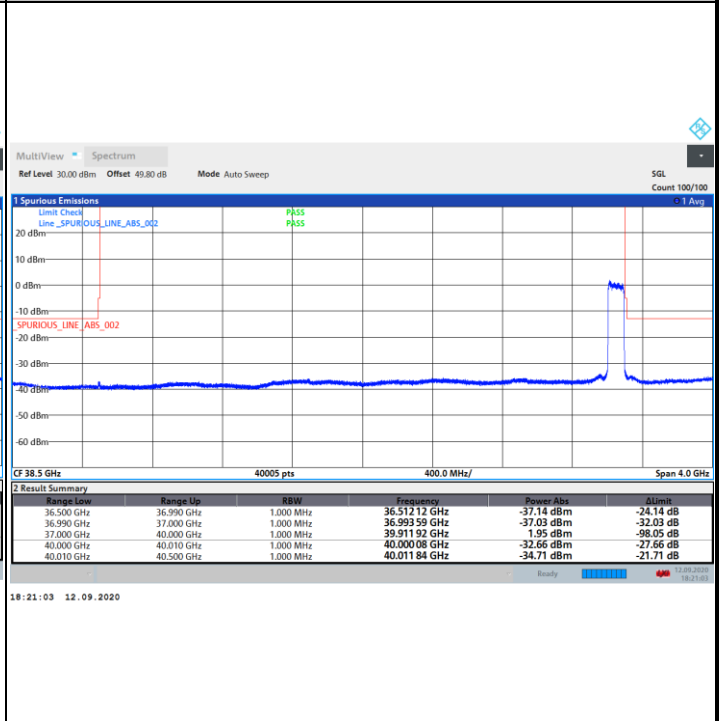 MultiView Spectrum
Ref Level 30.00 dBm Offset 49.80 dB Mode Auto Sweep SGL
Count 100/100
1 Spurious Emissions 1 Avg
Limit Check PASS
Line _SPURIOUS_LINE_ABS_002 PASS
20 dBm
10 dBm
0 dBm
-10 dBm
_SPURIOUS_LINE_ABS_002
-20 dBm
-30 dBm
-40 dBm
-50 dBm
-60 dBm
CF 38.5 GHz 40005 pts 400.0 MHz/ Span 4.0 GHz
2 Result Summary
Range Low Range Up RBW Frequency Power Abs ΔLimit
36.500 GHz 36.990 GHz 1.000 MHz 36.512 12 GHz -37.14 dBm -24.14 dB
36.990 GHz 37.000 GHz 1.000 MHz 36.993 59 GHz -37.03 dBm -32.03 dB
37.000 GHz 40.000 GHz 1.000 MHz 39.911 92 GHz 1.95 dBm -98.05 dB
40.000 GHz 40.010 GHz 1.000 MHz 40.000 08 GHz -32.66 dBm -27.66 dB
40.010 GHz 40.500 GHz 1.000 MHz 40.011 84 GHz -34.71 dBm -21.71 dB
Ready 12.09.2020
18:21:03
18:21:03 12.09.2020